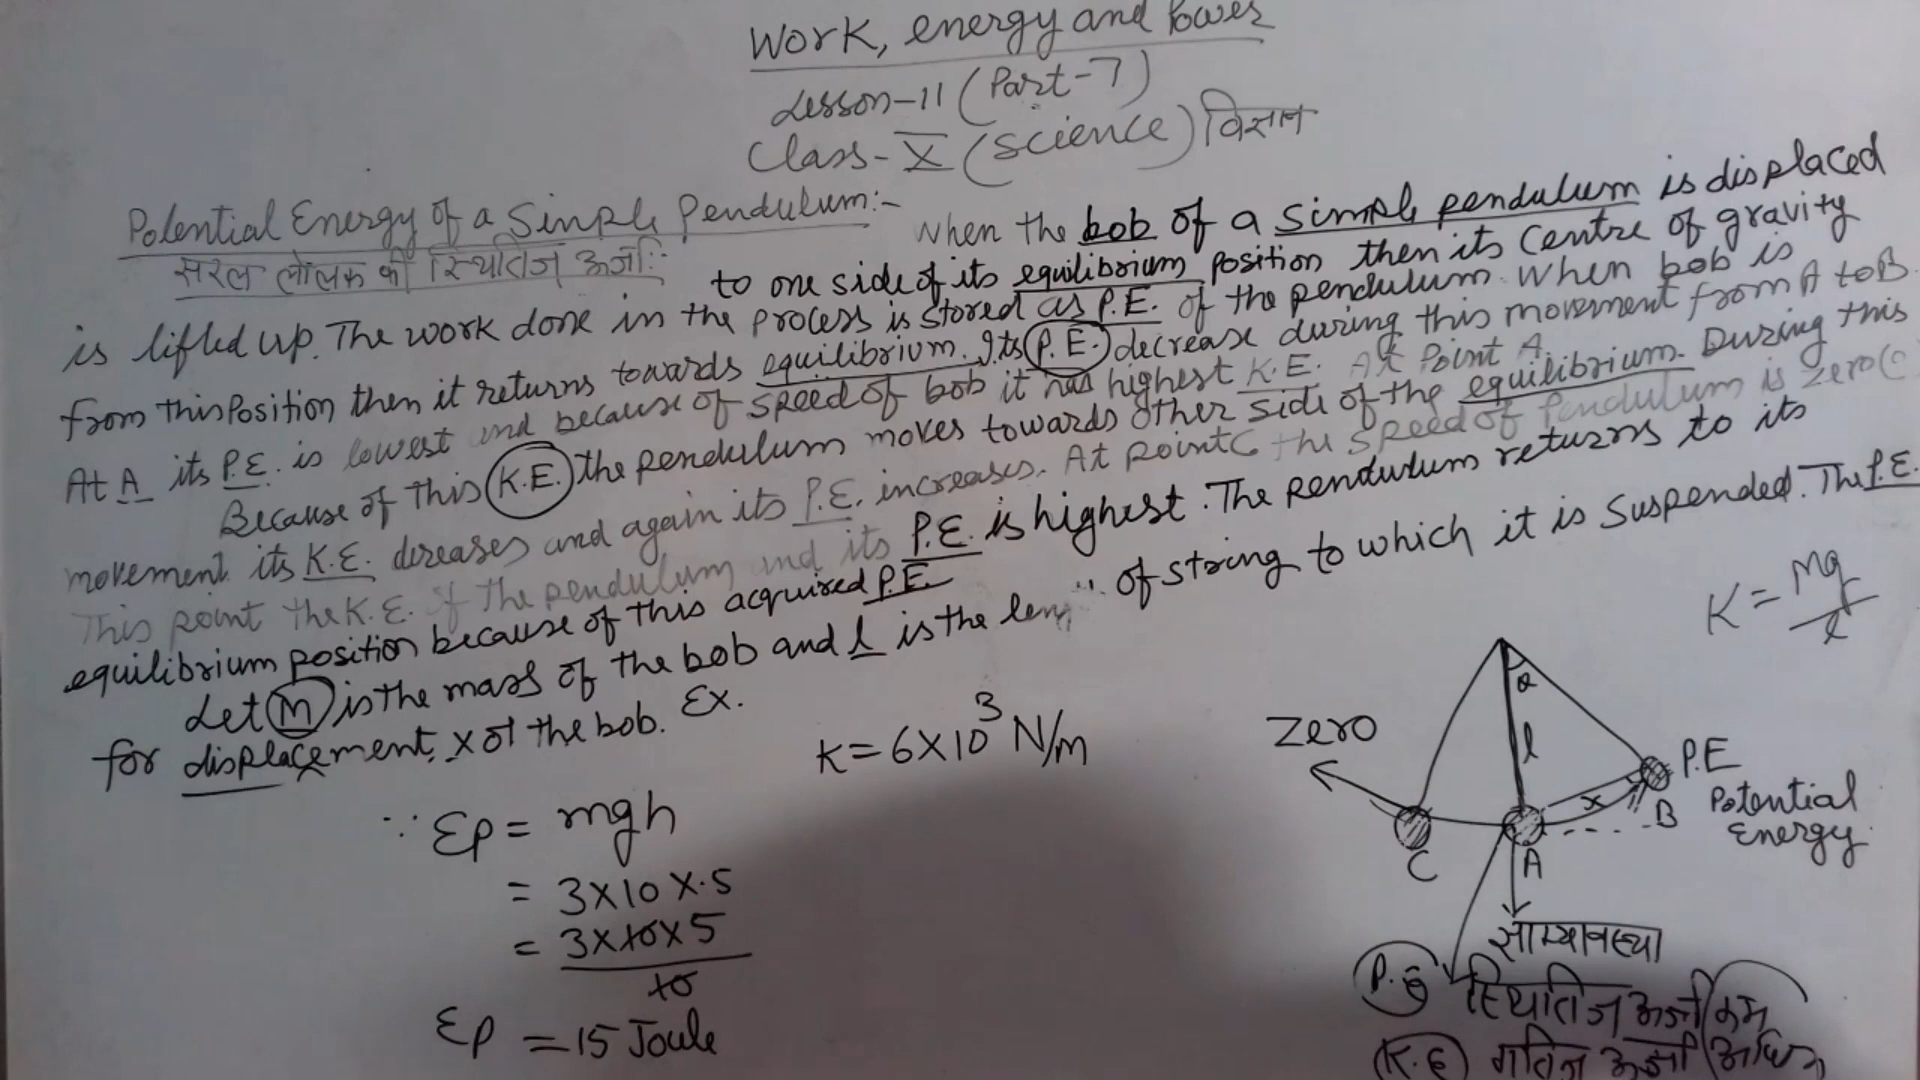 Work, energy and Power
Lesson-11 (Part-7)
Class-X (Science) विज्ञान
Potential Energy of a Simple Pendulum:-
सरल लोलक की स्थितिज ऊर्जा:-
When the bob of a simple pendulum is displaced
to one side of its equilibrium position then its Centre of gravity
is lifted up. The work done in the process is stored as P.E. of the pendulum. When bob is
from this Position then it returns towards equilibrium. Its P.E. decrease during this movement from A to B.
At A its P.E. is lowest and because of speed of bob it has highest K.E. At Point A
Because of this K.E. the pendulum moves towards other side of the equilibrium. During this
movement its K.E. dereases and again its P.E. increases. At point C the speed of Pendulum is zero (
This point the K.E. of the pendulum and its P.E. is highest. The Pendulum returns to its
equilibrium position because of this acquired P.E.
Let M is the mass of the bob and l is the of string to which it is suspended. The P.E.
for displacement, x of the bob. Ex.
K = 6×10³ N/m
K = Mg/l
∵ Ep = mgh
= 3×10×.5
= 3×10×5
10
Ep = 15 Joule
Zero
l
x
P.E
Potential
Energy
B
C
A
साम्यावस्था
P.E स्थितिज ऊर्जा कम
K.E गतिज ऊर्जा